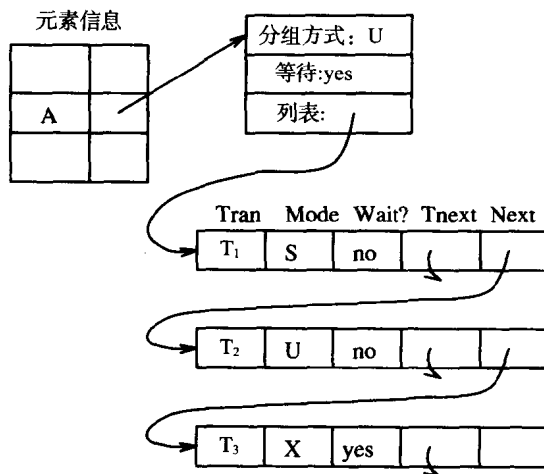 元素信息
A
分组方式：U
等待:yes
列表:
Tran Mode Wait? Tnext Next
T₁ S no
T₂ U no
T₃ X yes